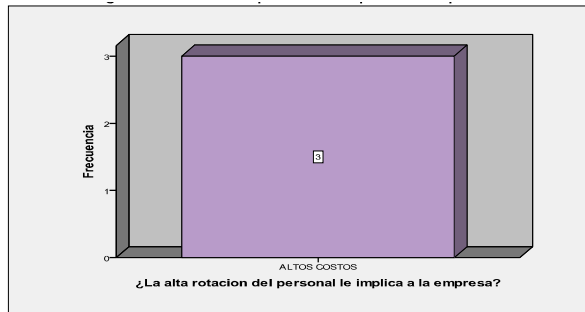 3
2
1
0
Frecuencia
3
ALTOS COSTOS
¿La alta rotacion del personal le implica a la empresa?